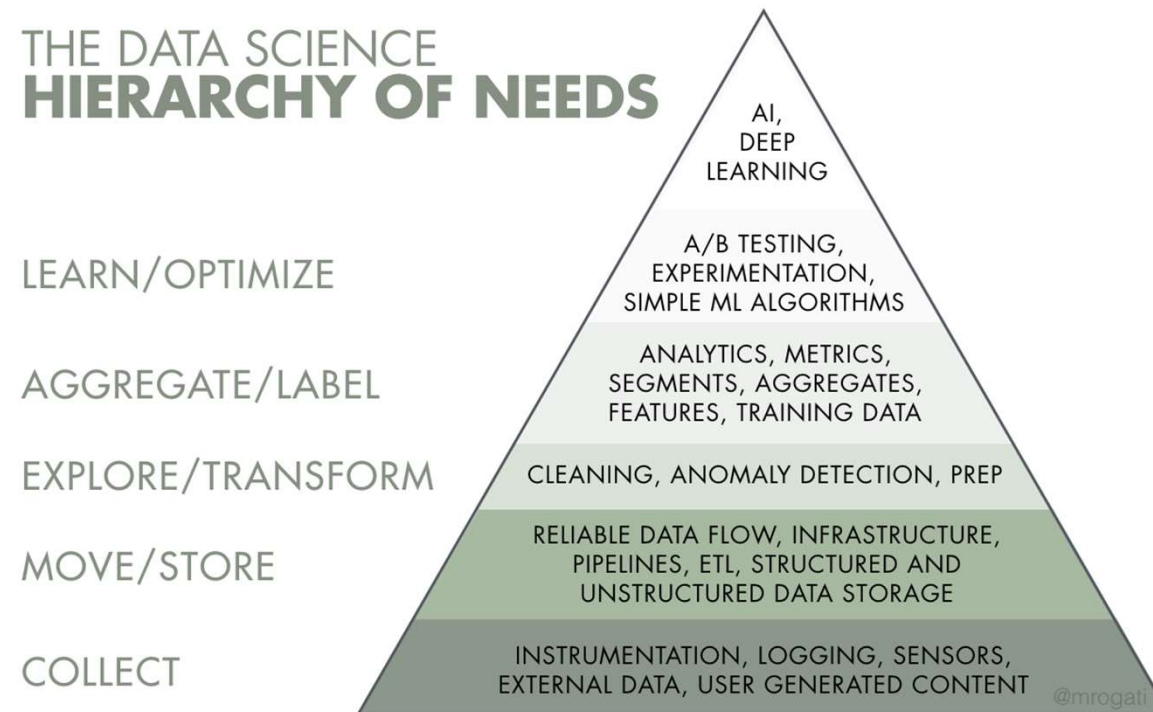 THE DATA SCIENCE
HIERARCHY OF NEEDS
AI,
DEEP
LEARNING
LEARN/OPTIMIZE
A/B TESTING,
EXPERIMENTATION,
SIMPLE ML ALGORITHMS
AGGREGATE/LABEL
ANALYTICS, METRICS,
SEGMENTS, AGGREGATES,
FEATURES, TRAINING DATA
EXPLORE/TRANSFORM
CLEANING, ANOMALY DETECTION, PREP
MOVE/STORE
RELIABLE DATA FLOW, INFRASTRUCTURE,
PIPELINES, ETL, STRUCTURED AND
UNSTRUCTURED DATA STORAGE
COLLECT
INSTRUMENTATION, LOGGING, SENSORS,
EXTERNAL DATA, USER GENERATED CONTENT
@mrogati